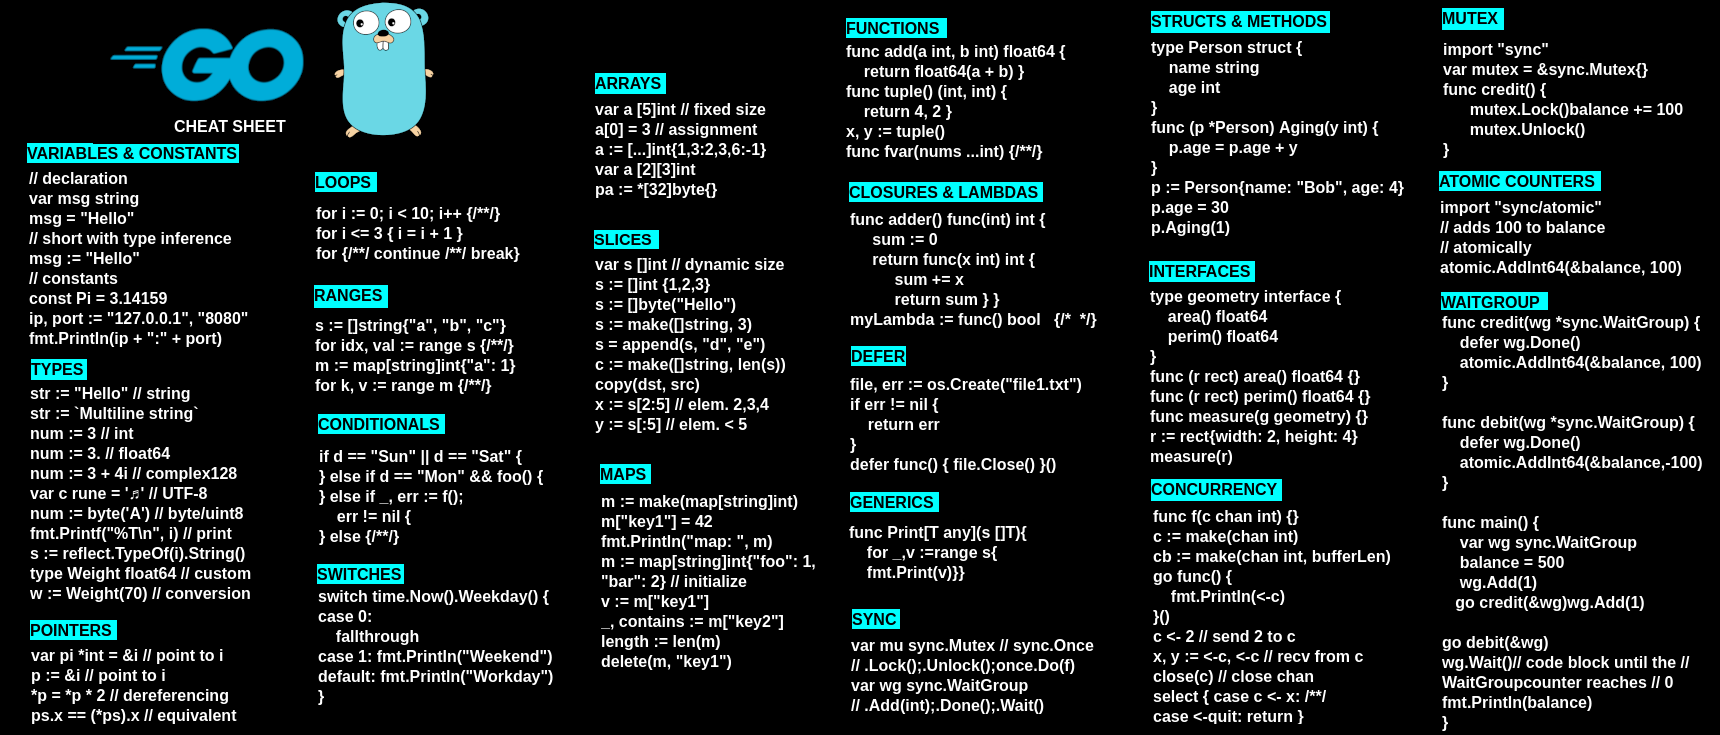 GO
CHEAT SHEET
VARIABLES & CONSTANTS
// declaration
var msg string
msg = "Hello"
// short with type inference
msg := "Hello"
// constants
const Pi = 3.14159
ip, port := "127.0.0.1", "8080"
fmt.Println(ip + ":" + port)
TYPES
str := "Hello" // string
str := `Multiline string`
num := 3 // int
num := 3. // float64
num := 3 + 4i // complex128
var c rune = '♬' // UTF-8
num := byte('A') // byte/uint8
fmt.Printf("%T\n", i) // print
s := reflect.TypeOf(i).String()
type Weight float64 // custom
w := Weight(70) // conversion
POINTERS
var pi *int = &i // point to i
p := &i // point to i
*p = *p * 2 // dereferencing
ps.x == (*ps).x // equivalent
LOOPS
for i := 0; i < 10; i++ {/**/}
for i <= 3 { i = i + 1 }
for {/**/ continue /**/ break}
RANGES
s := []string{"a", "b", "c"}
for idx, val := range s {/**/}
m := map[string]int{"a": 1}
for k, v := range m {/**/}
CONDITIONALS
if d == "Sun" || d == "Sat" {
} else if d == "Mon" && foo() {
} else if _, err := f();
err != nil {
} else {/**/}
SWITCHES
switch time.Now().Weekday() {
case 0:
fallthrough
case 1: fmt.Println("Weekend")
default: fmt.Println("Workday")
}
ARRAYS
var a [5]int // fixed size
a[0] = 3 // assignment
a := [...]int{1,3:2,3,6:-1}
var a [2][3]int
pa := *[32]byte{}
SLICES
var s []int // dynamic size
s := []int {1,2,3}
s := []byte("Hello")
s := make([]string, 3)
s = append(s, "d", "e")
c := make([]string, len(s))
copy(dst, src)
x := s[2:5] // elem. 2,3,4
y := s[:5] // elem. < 5
MAPS
m := make(map[string]int)
m["key1"] = 42
fmt.Println("map: ", m)
m := map[string]int{"foo": 1,
"bar": 2} // initialize
v := m["key1"]
_, contains := m["key2"]
length := len(m)
delete(m, "key1")
FUNCTIONS
func add(a int, b int) float64 {
return float64(a + b) }
func tuple() (int, int) {
return 4, 2 }
x, y := tuple()
func fvar(nums ...int) {/**/}
CLOSURES & LAMBDAS
func adder() func(int) int {
sum := 0
return func(x int) int {
sum += x
return sum } }
myLambda := func() bool {/* */}
DEFER
file, err := os.Create("file1.txt")
if err != nil {
return err
}
defer func() { file.Close() }()
GENERICS
func Print[T any](s []T){
for _,v :=range s{
fmt.Print(v)}}
SYNC
var mu sync.Mutex // sync.Once
// .Lock();.Unlock();once.Do(f)
var wg sync.WaitGroup
// .Add(int);.Done();.Wait()
STRUCTS & METHODS
type Person struct {
name string
age int
}
func (p *Person) Aging(y int) {
p.age = p.age + y
}
p := Person{name: "Bob", age: 4}
p.age = 30
p.Aging(1)
INTERFACES
type geometry interface {
area() float64
perim() float64
}
func (r rect) area() float64 {}
func (r rect) perim() float64 {}
func measure(g geometry) {}
r := rect{width: 2, height: 4}
measure(r)
CONCURRENCY
func f(c chan int) {}
c := make(chan int)
cb := make(chan int, bufferLen)
go func() {
fmt.Println(<-c)
}()
c <- 2 // send 2 to c
x, y := <-c, <-c // recv from c
close(c) // close chan
select { case c <- x: /**/
case <-quit: return }
MUTEX
import "sync"
var mutex = &sync.Mutex{}
func credit() {
mutex.Lock()balance += 100
mutex.Unlock()
}
ATOMIC COUNTERS
import "sync/atomic"
// adds 100 to balance
// atomically
atomic.AddInt64(&balance, 100)
WAITGROUP
func credit(wg *sync.WaitGroup) {
defer wg.Done()
atomic.AddInt64(&balance, 100)
}
func debit(wg *sync.WaitGroup) {
defer wg.Done()
atomic.AddInt64(&balance,-100)
}
func main() {
var wg sync.WaitGroup
balance = 500
wg.Add(1)
go credit(&wg)wg.Add(1)
go debit(&wg)
wg.Wait()// code block until the //
WaitGroupcounter reaches // 0
fmt.Println(balance)
}